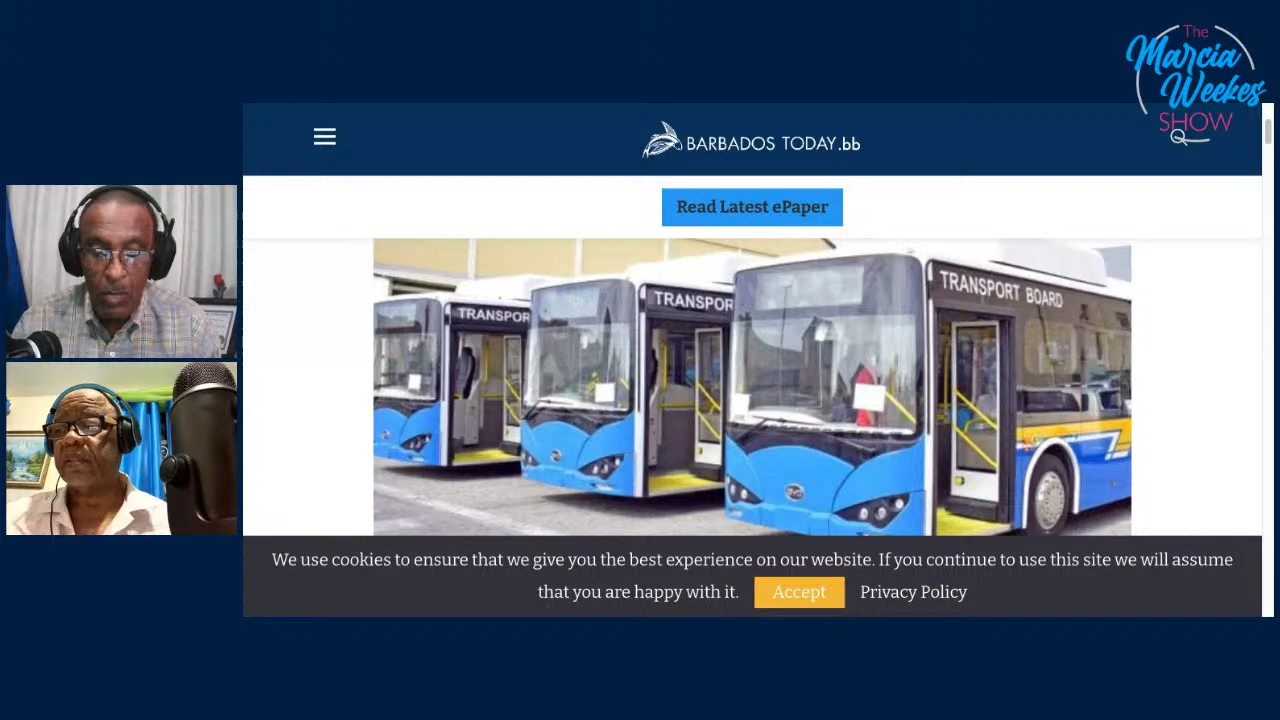 The
Marcia
Weekes
SHOW
BARBADOS TODAY.bb
Read Latest ePaper
TRANSPOR
TRANSPOR
TRANSPORT BOARD
BYD
We use cookies to ensure that we give you the best experience on our website. If you continue to use this site we will assume
that you are happy with it. Accept Privacy Policy